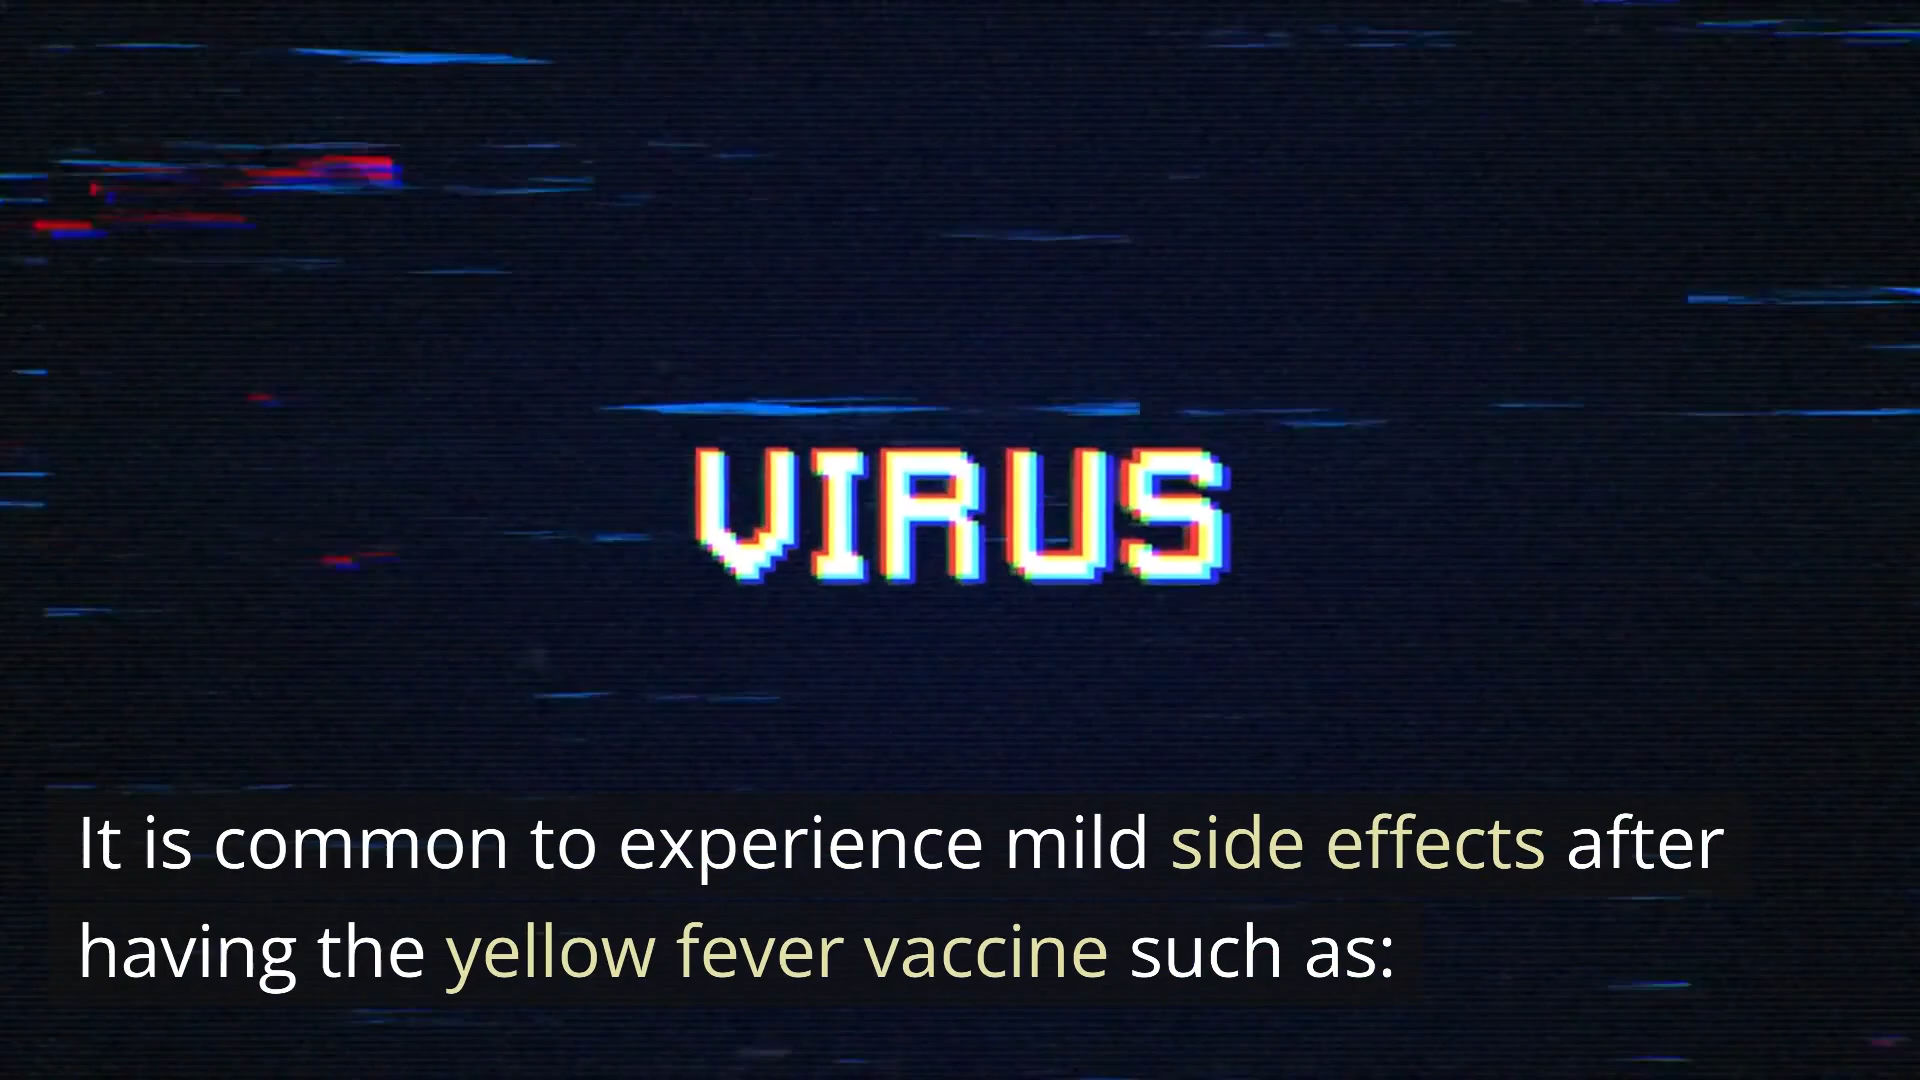 VIRUS
It is common to experience mild side effects after
having the yellow fever vaccine such as: